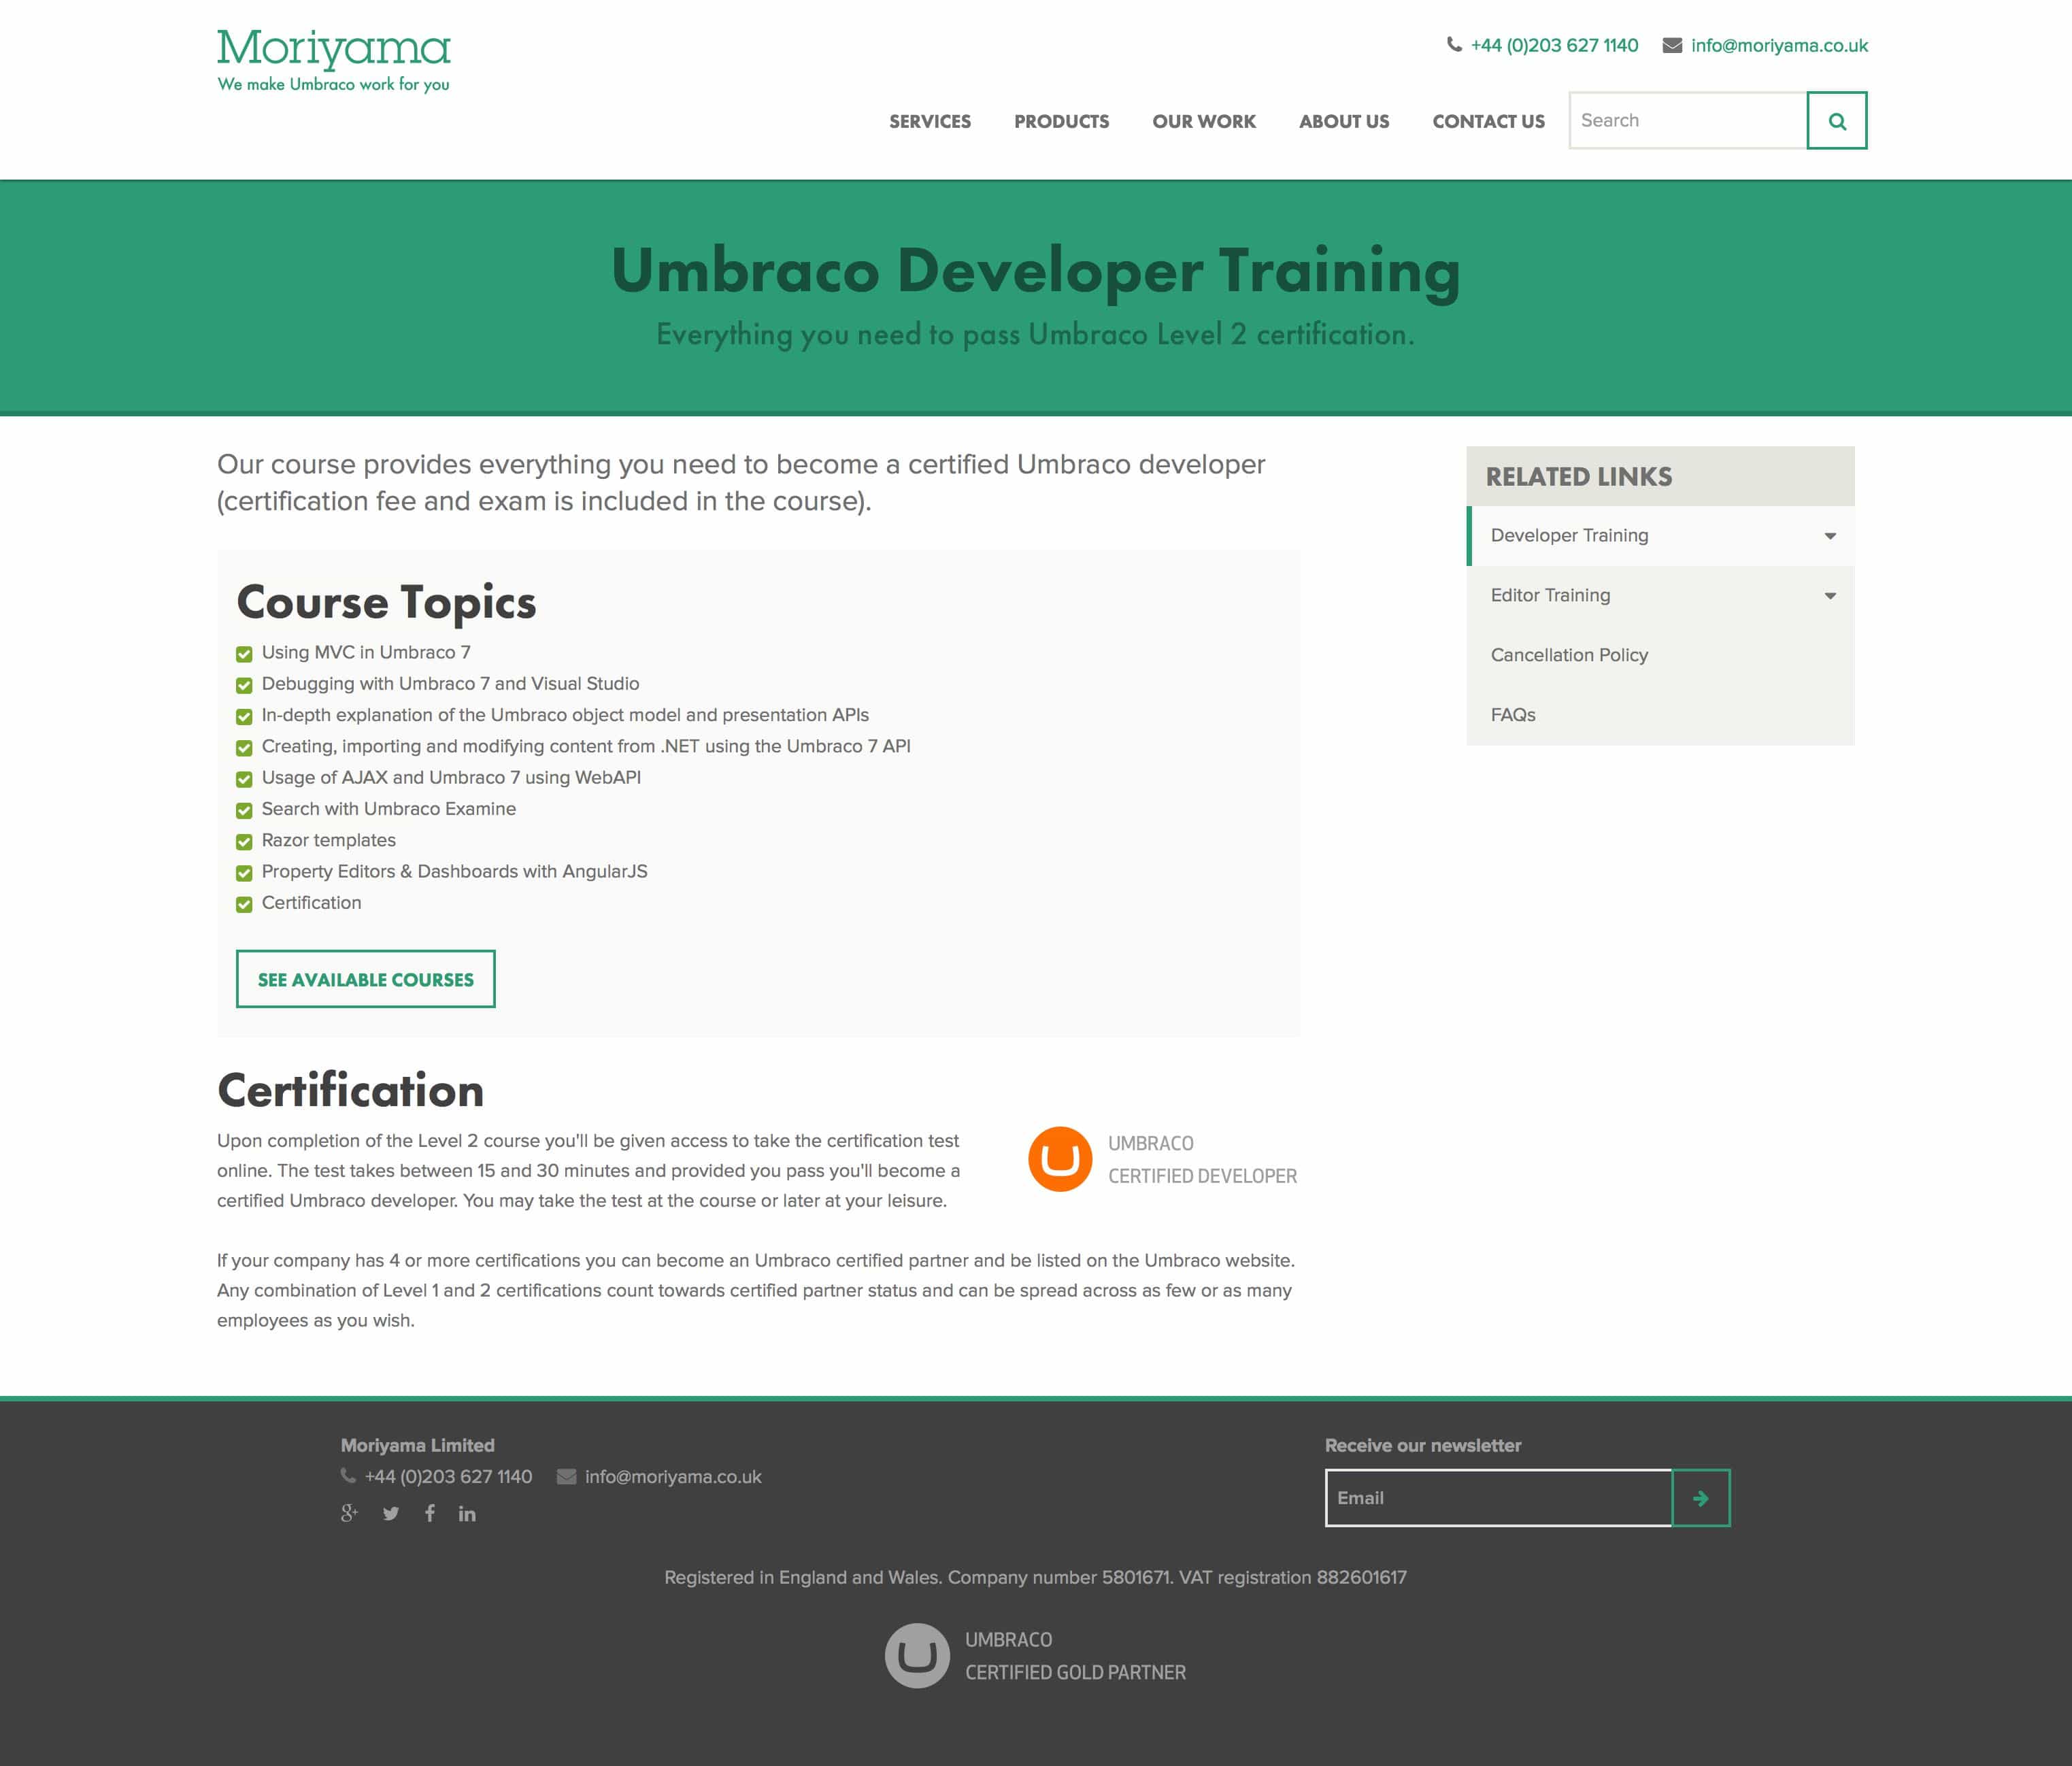 Moriyama
We make Umbraco work for you
+44 (0)203 627 1140 info@moriyama.co.uk
SERVICES PRODUCTS OUR WORK ABOUT US CONTACT US Search
Umbraco Developer Training
Everything you need to pass Umbraco Level 2 certification.
Our course provides everything you need to become a certified Umbraco developer
(certification fee and exam is included in the course).
Course Topics
Using MVC in Umbraco 7
Debugging with Umbraco 7 and Visual Studio
In-depth explanation of the Umbraco object model and presentation APIs
Creating, importing and modifying content from .NET using the Umbraco 7 API
Usage of AJAX and Umbraco 7 using WebAPI
Search with Umbraco Examine
Razor templates
Property Editors & Dashboards with AngularJS
Certification
SEE AVAILABLE COURSES
RELATED LINKS
Developer Training
Editor Training
Cancellation Policy
FAQs
Certification
Upon completion of the Level 2 course you'll be given access to take the certification test
online. The test takes between 15 and 30 minutes and provided you pass you'll become a
certified Umbraco developer. You may take the test at the course or later at your leisure.
UMBRACO
CERTIFIED DEVELOPER
If your company has 4 or more certifications you can become an Umbraco certified partner and be listed on the Umbraco website.
Any combination of Level 1 and 2 certifications count towards certified partner status and can be spread across as few or as many
employees as you wish.
Moriyama Limited
+44 (0)203 627 1140 info@moriyama.co.uk
Receive our newsletter
Email
Registered in England and Wales. Company number 5801671. VAT registration 882601617
UMBRACO
CERTIFIED GOLD PARTNER